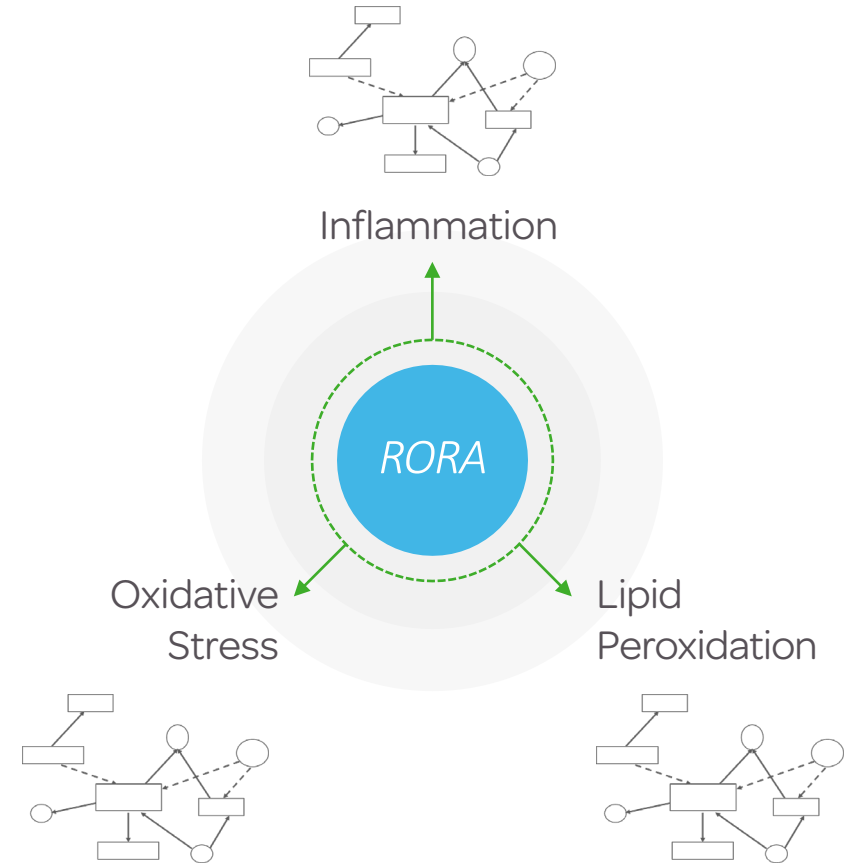 Inflammation
RORA
Oxidative
Stress
Lipid
Peroxidation